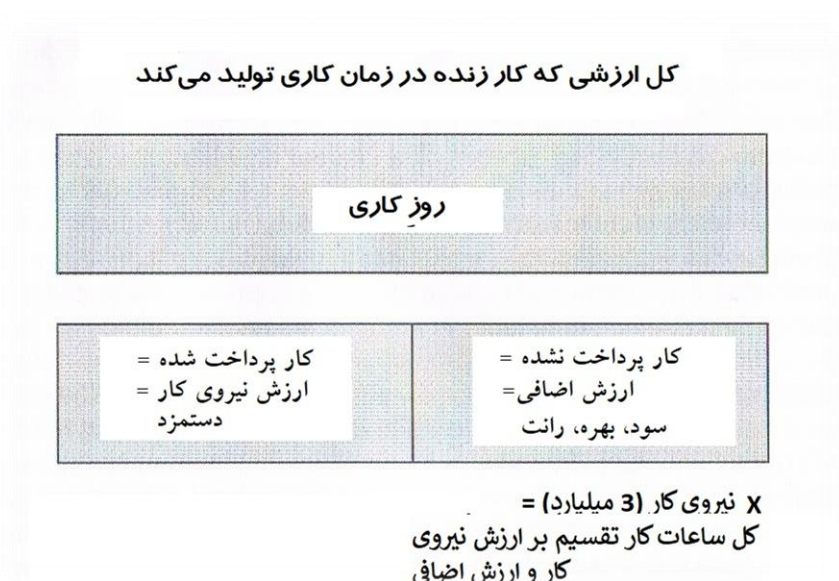 کل ارزشی که کار زنده در زمان کاری تولید می‌کند
روزِ کاری
کار پرداخت نشده =
ارزش اضافی=
سود، بهره، رانت
کار پرداخت شده =
ارزش نیروی کار =
دستمزد
X نیروی کار (3 میلیارد) =
کل ساعات کار تقسیم بر ارزش نیروی
کار و ارزش اضافی